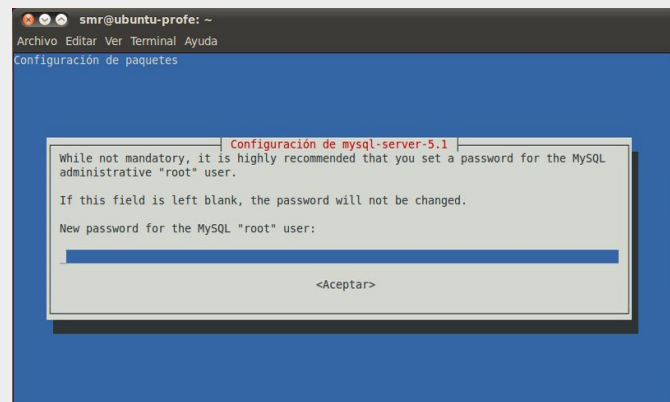 smr@ubuntu-profe: ~
Archivo Editar Ver Terminal Ayuda
Configuración de paquetes
Configuración de mysql-server-5.1
While not mandatory, it is highly recommended that you set a password for the MySQL
administrative "root" user.
If this field is left blank, the password will not be changed.
New password for the MySQL "root" user:
<Aceptar>